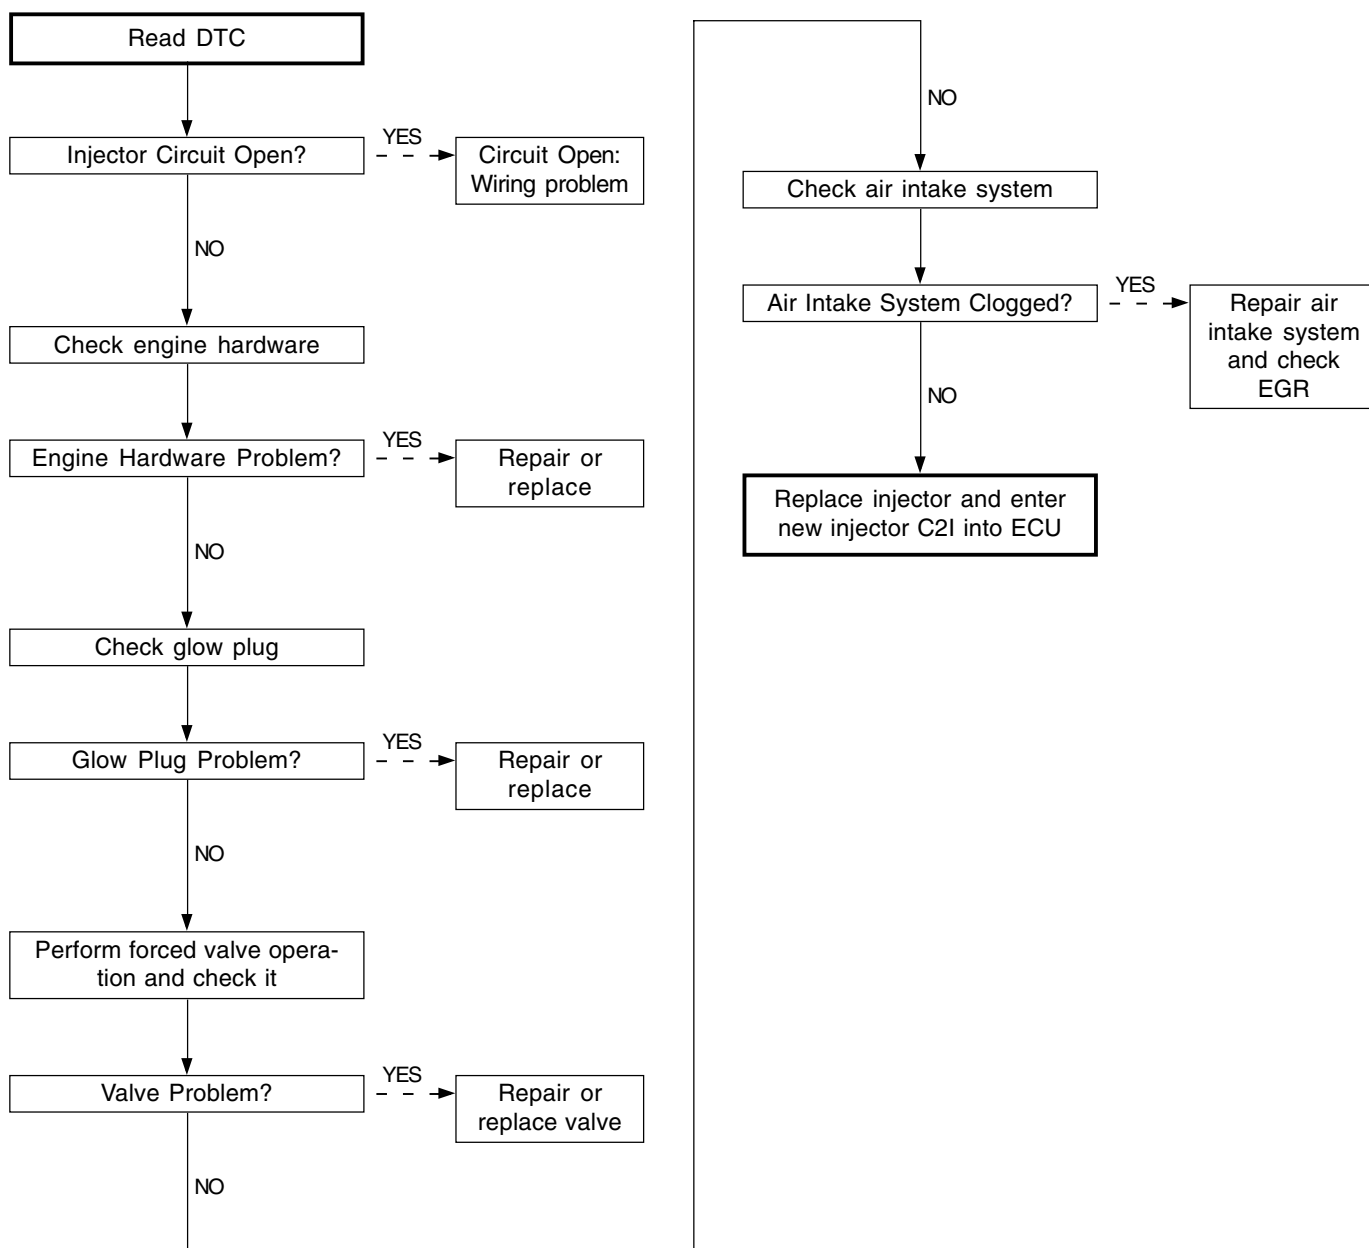 Read DTC
Injector Circuit Open?
YES
Circuit Open:
Wiring problem
NO
Check engine hardware
Engine Hardware Problem?
YES
Repair or
replace
NO
Check glow plug
Glow Plug Problem?
YES
Repair or
replace
NO
Perform forced valve opera-
tion and check it
Valve Problem?
YES
Repair or
replace valve
NO
NO
Check air intake system
Air Intake System Clogged?
YES
Repair air
intake system
and check
EGR
NO
Replace injector and enter
new injector C2I into ECU